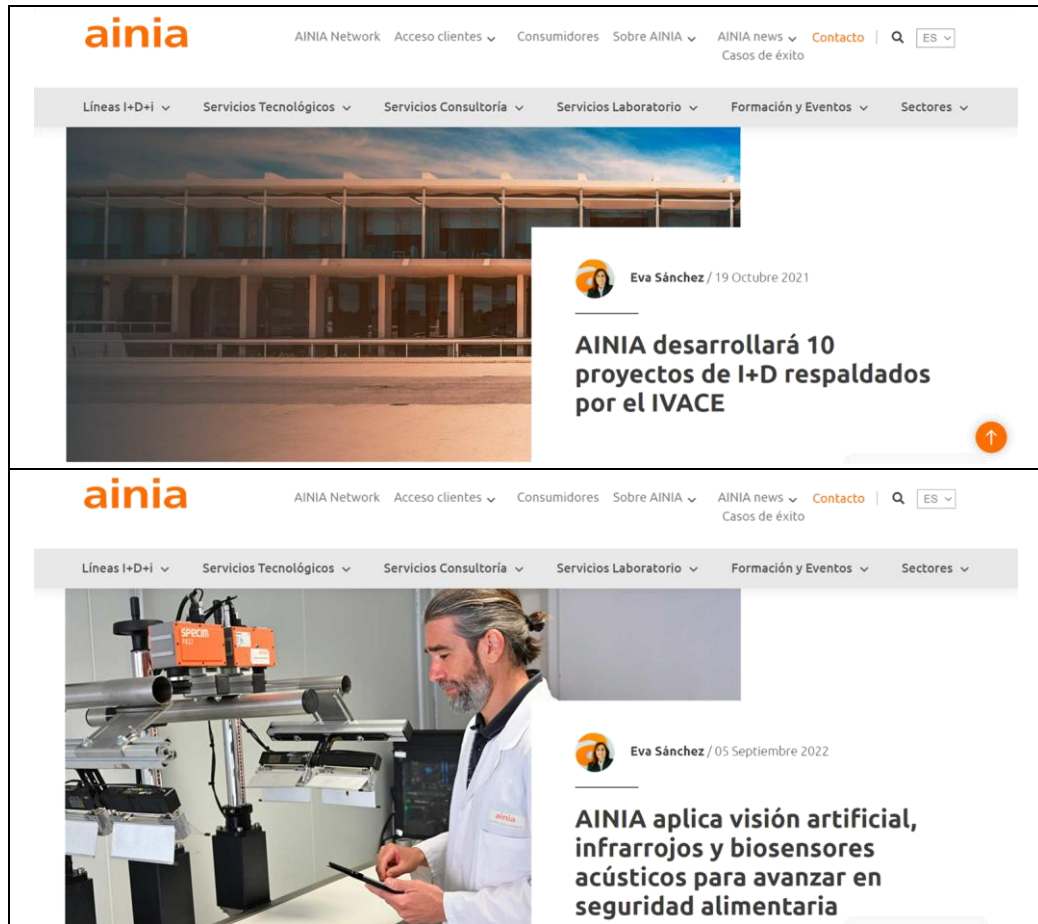 ainia
AINIA Network Acceso clientes Consumidores Sobre AINIA AINIA news Contacto ES
Casos de éxito
Líneas I+D+i Servicios Tecnológicos Servicios Consultoría Servicios Laboratorio Formación y Eventos Sectores
Eva Sánchez / 19 Octubre 2021
AINIA desarrollará 10
proyectos de I+D respaldados
por el IVACE
ainia
AINIA Network Acceso clientes Consumidores Sobre AINIA AINIA news Contacto ES
Casos de éxito
Líneas I+D+i Servicios Tecnológicos Servicios Consultoría Servicios Laboratorio Formación y Eventos Sectores
SPECIM
FX17
ainia
Eva Sánchez / 05 Septiembre 2022
AINIA aplica visión artificial,
infrarrojos y biosensores
acústicos para avanzar en
seguridad alimentaria